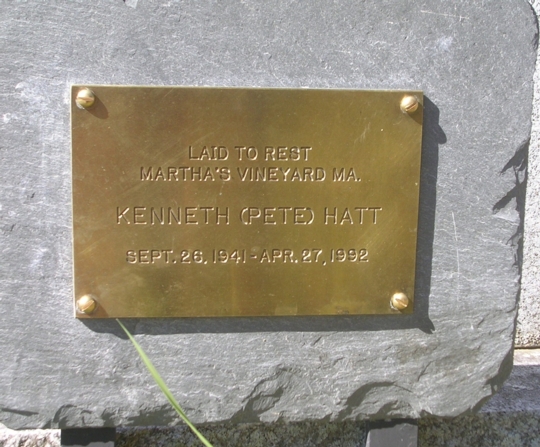 LAID TO REST
MARTHA'S VINEYARD MA.
KENNETH (PETE) HATT
SEPT. 26, 1941 - APR. 27, 1992